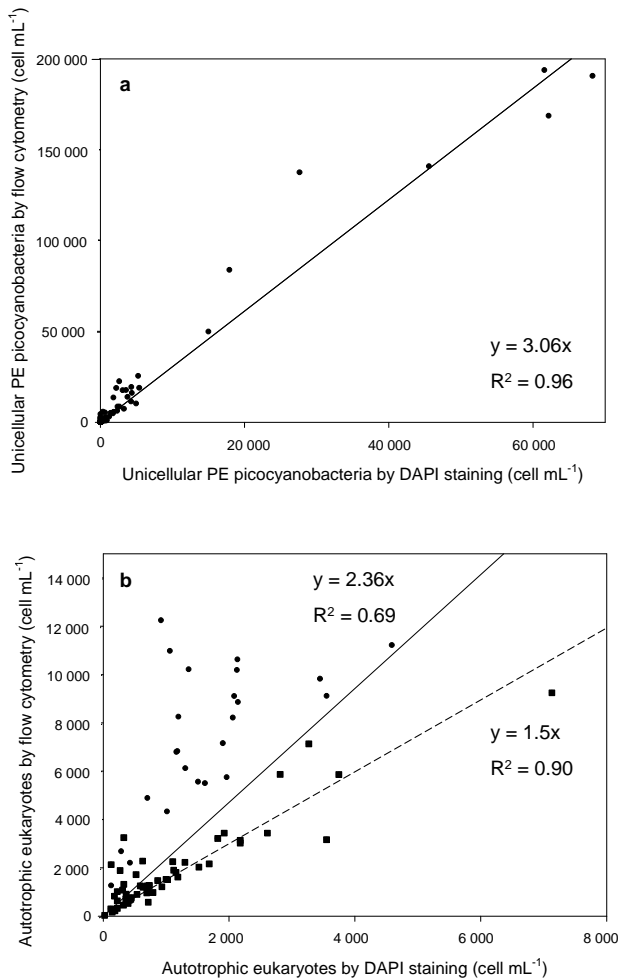 a
Unicellular PE picocyanobacteria by flow cytometry (cell mL⁻¹)
200 000
150 000
100 000
50 000
0
y = 3.06x
R² = 0.96
0 20 000 40 000 60 000
Unicellular PE picocyanobacteria by DAPI staining (cell mL⁻¹)
b
Autotrophic eukaryotes by flow cytometry (cell mL⁻¹)
14 000
12 000
10 000
8 000
6 000
4 000
2 000
0
y = 2.36x
R² = 0.69
y = 1.5x
R² = 0.90
0 2 000 4 000 6 000 8 000
Autotrophic eukaryotes by DAPI staining (cell mL⁻¹)